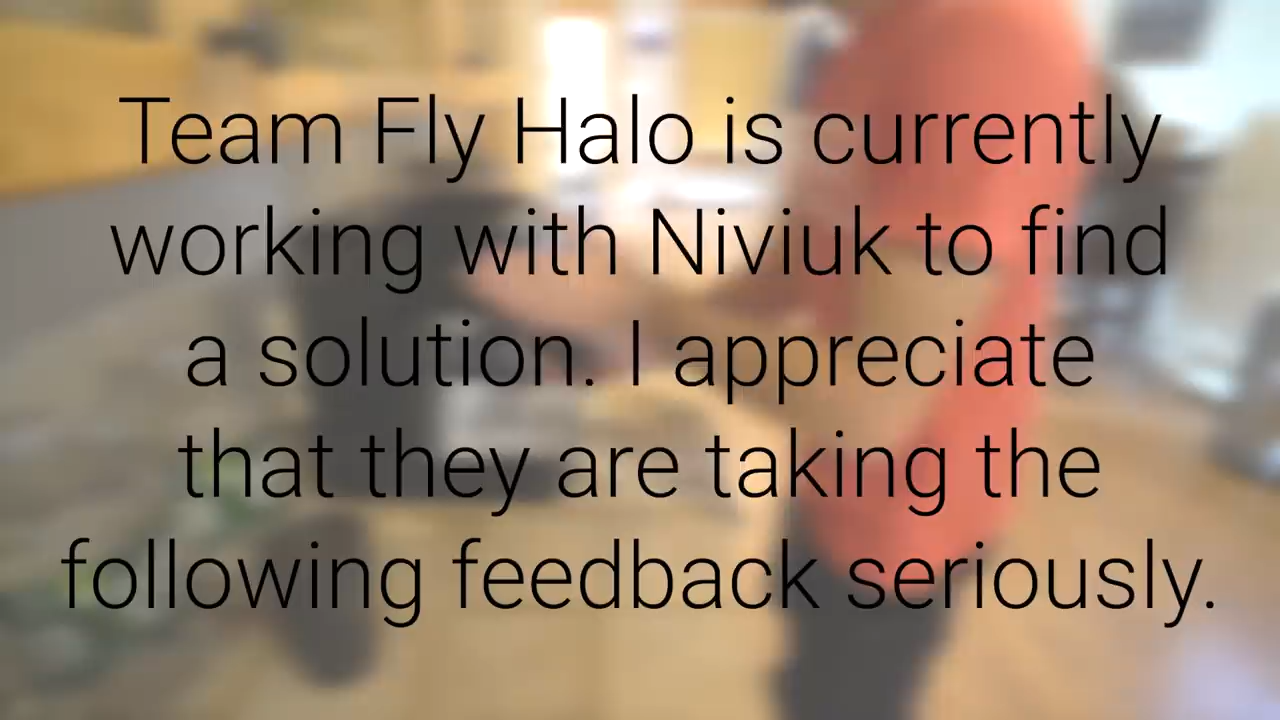 Team Fly Halo is currently
working with Niviuk to find
a solution. I appreciate
that they are taking the
following feedback seriously.